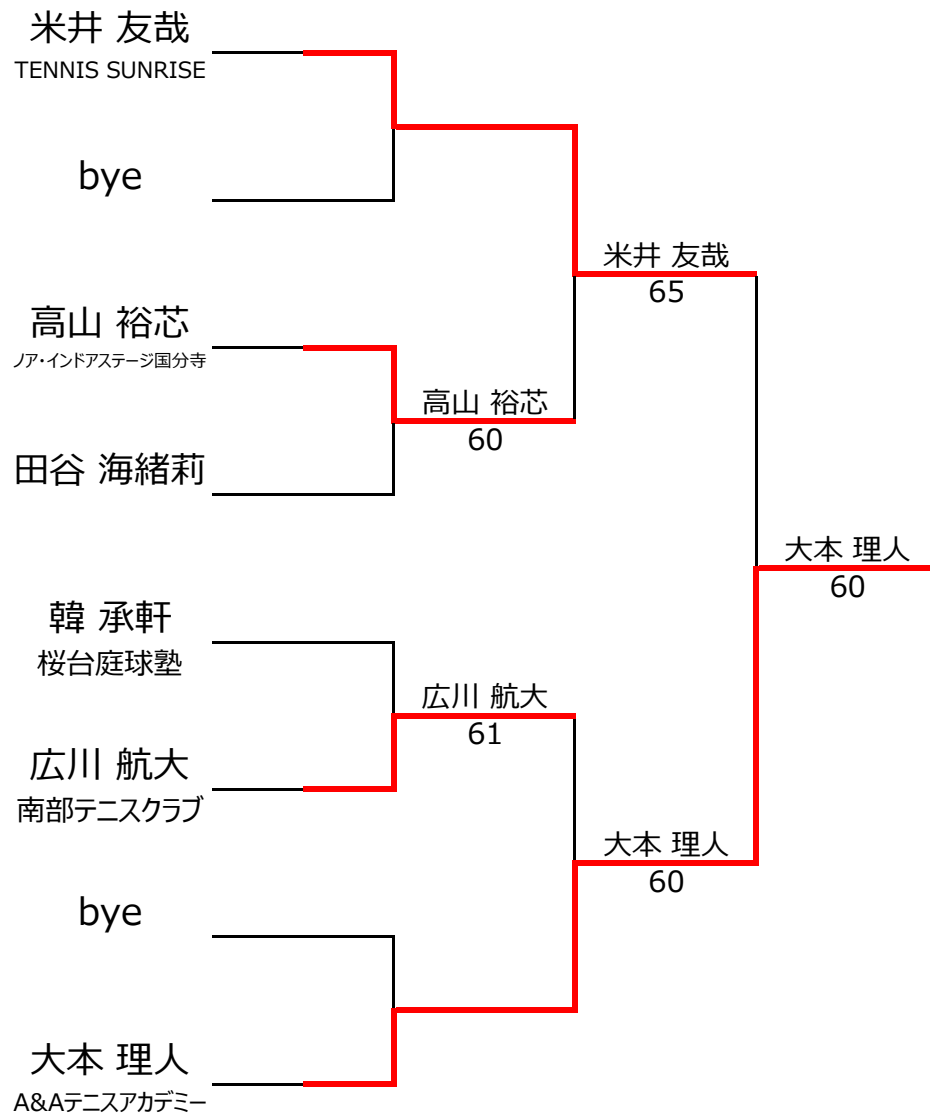 米井 友哉
TENNIS SUNRISE
bye
米井 友哉
65
高山 裕芯
ノア・インドアステージ国分寺
高山 裕芯
60
田谷 海緒莉
大本 理人
60
韓 承軒
桜台庭球塾
広川 航大
61
広川 航大
南部テニスクラブ
大本 理人
60
bye
大本 理人
A&Aテニスアカデミー